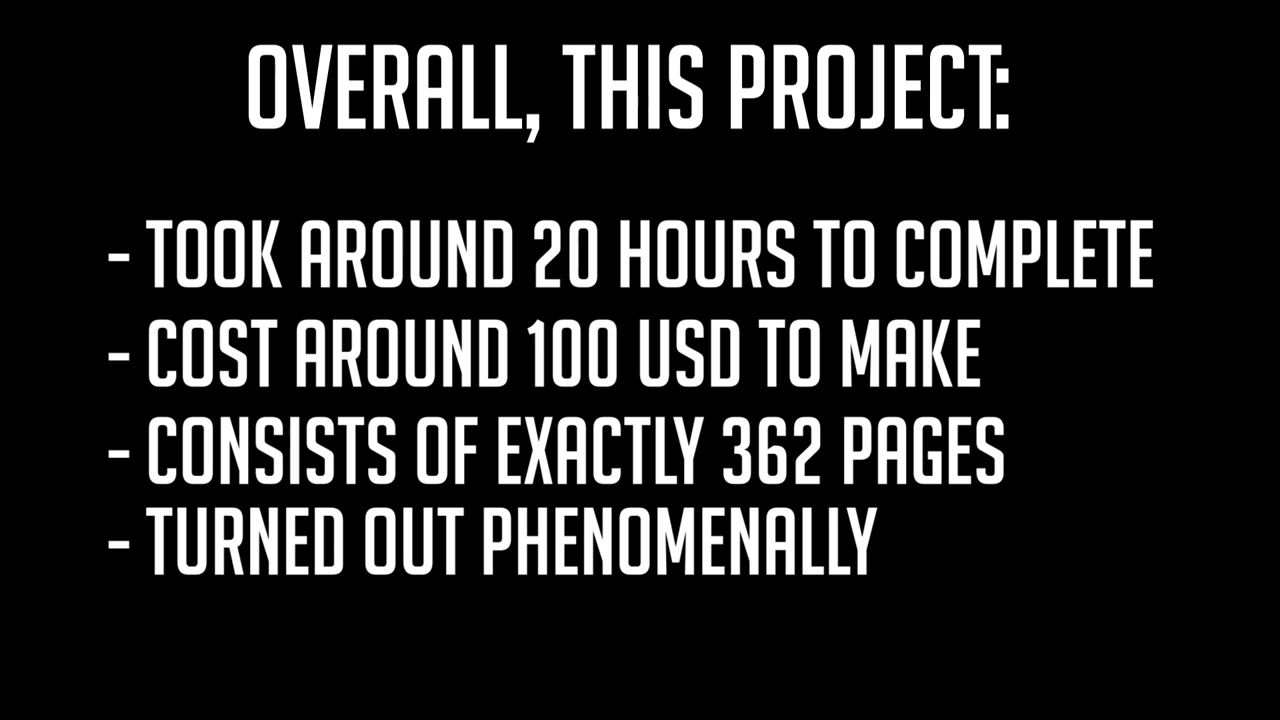 OVERALL, THIS PROJECT:
- TOOK AROUND 20 HOURS TO COMPLETE
- COST AROUND 100 USD TO MAKE
- CONSISTS OF EXACTLY 362 PAGES
- TURNED OUT PHENOMENALLY